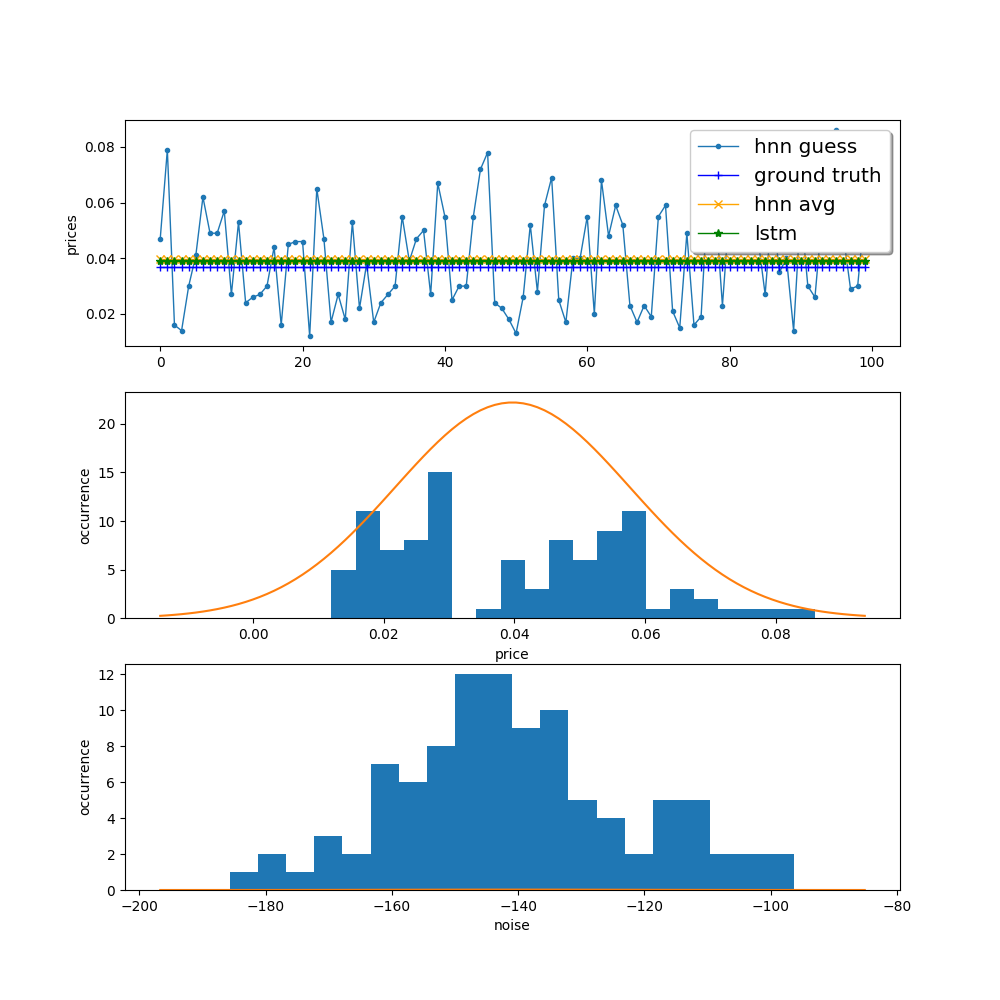 0.08
0.06
0.04
0.02
prices
hnn guess
ground truth
hnn avg
lstm
0 20 40 60 80 100
20
15
10
5
0
occurrence
0.00 0.02 0.04 0.06 0.08
price
12
10
8
6
4
2
0
occurrence
−200 −180 −160 −140 −120 −100 −80
noise